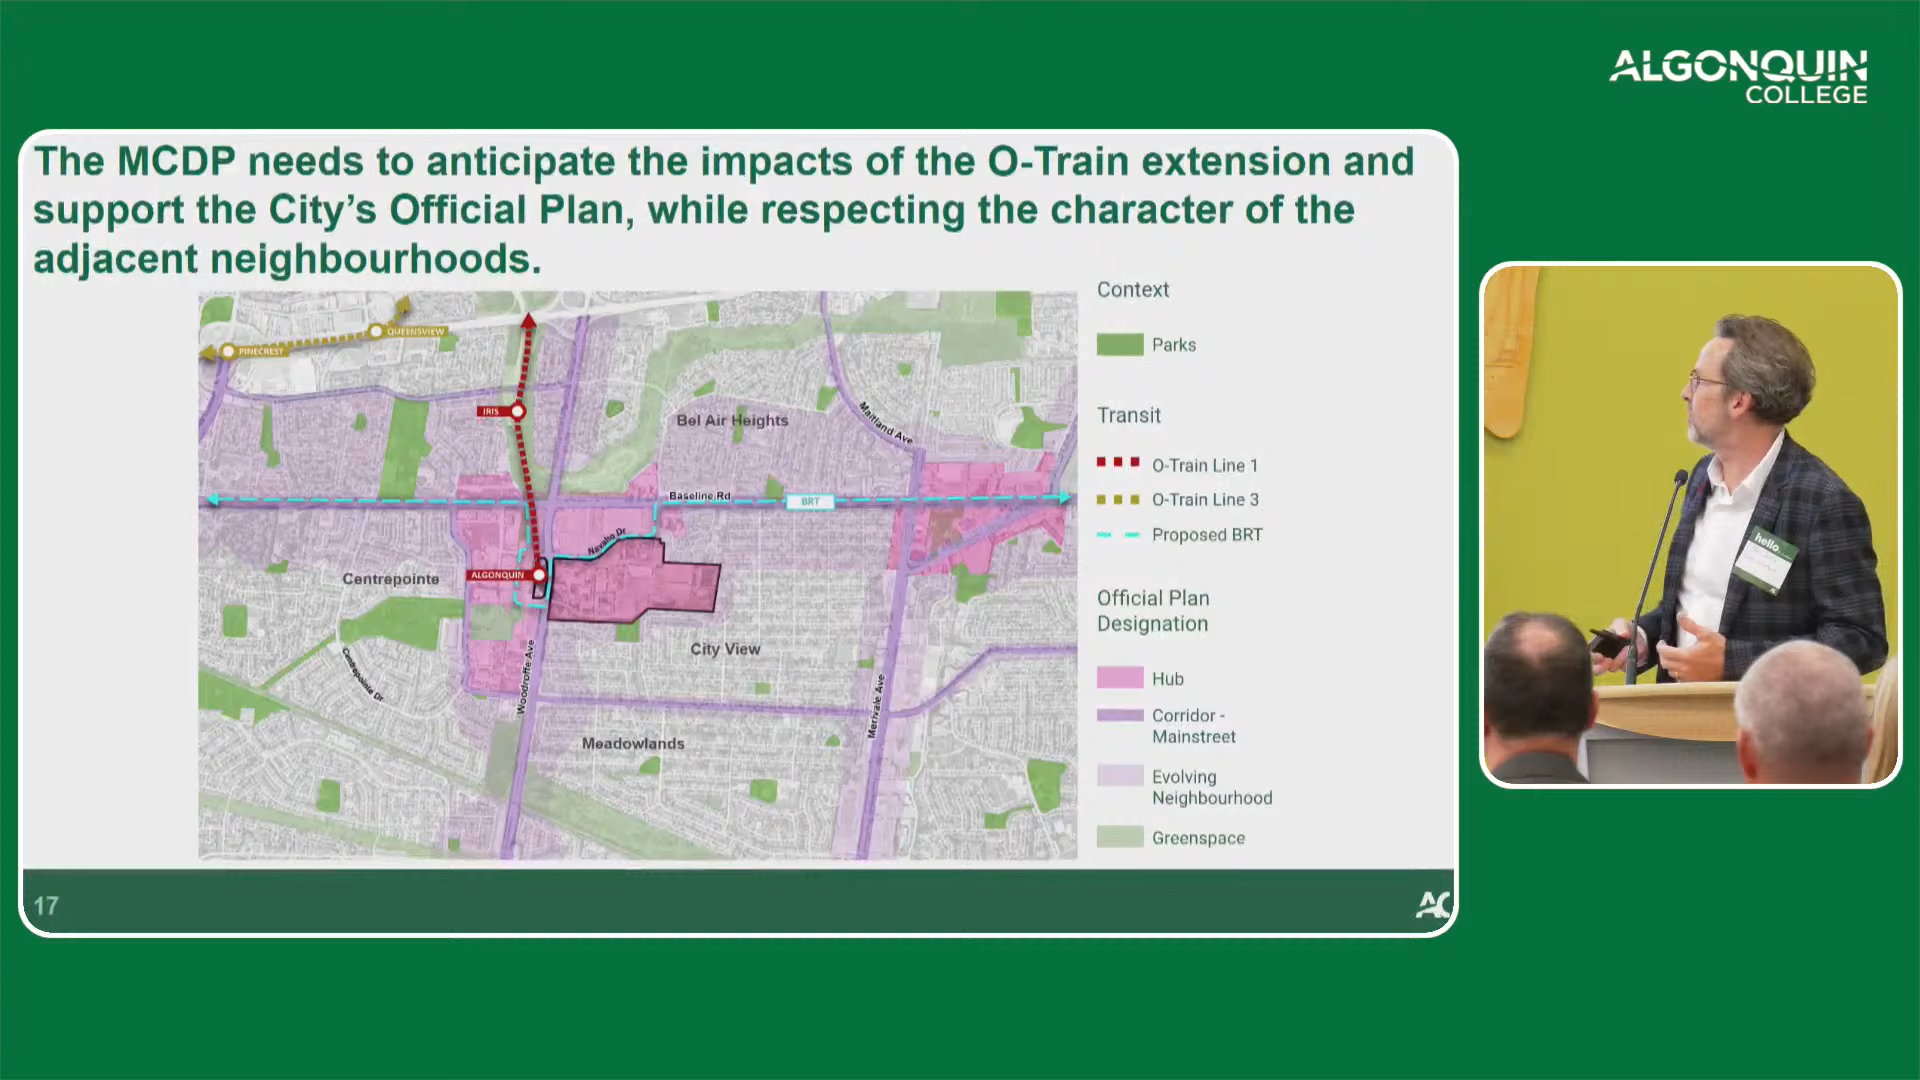 ALGONQUIN
COLLEGE
The MCDP needs to anticipate the impacts of the O-Train extension and
support the City's Official Plan, while respecting the character of the
adjacent neighbourhoods.
QUEENSVIEW
PINECREST
IRIS
Bel Air Heights
Maitland Ave
Baseline Rd
BRT
Navaho Dr
Centrepointe
ALGONQUIN
City View
Centrepointe Dr
Woodroffe Ave
Merivale Ave
Meadowlands
Context
Parks
Transit
O-Train Line 1
O-Train Line 3
Proposed BRT
Official Plan
Designation
Hub
Corridor -
Mainstreet
Evolving
Neighbourhood
Greenspace
17
AC
hello